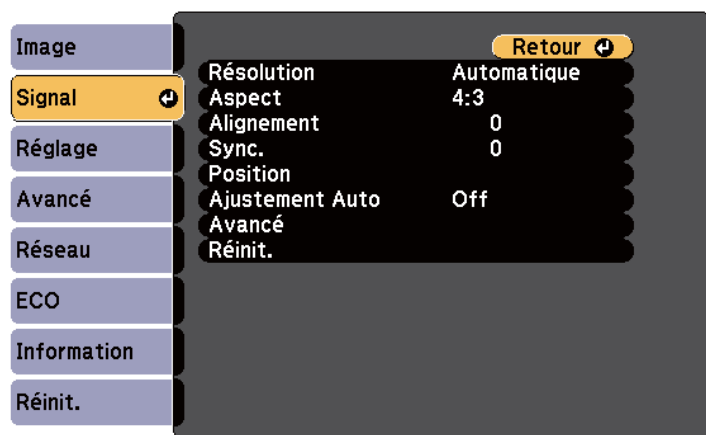 Image
Signal
Réglage
Avancé
Réseau
ECO
Information
Réinit.
Retour
Résolution Automatique
Aspect 4:3
Alignement 0
Sync. 0
Position
Ajustement Auto Off
Avancé
Réinit.